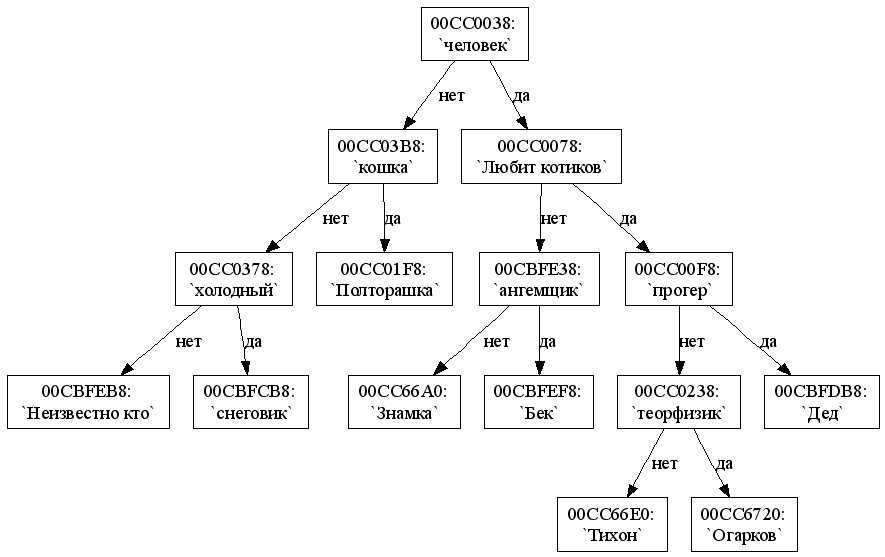 00CC0038:
`человек`
нет
да
00CC03B8:
`кошка`
00CC0078:
`Любит котиков`
нет
да
нет
да
00CC0378:
`холодный`
00CC01F8:
`Полторашка`
00CBFE38:
`ангемщик`
00CC00F8:
`прогер`
нет
да
нет
да
нет
да
00CBFEB8:
`Неизвестно кто`
00CBFCB8:
`снеговик`
00CC66A0:
`Знамка`
00CBFEF8:
`Бек`
00CC0238:
`теорфизик`
00CBFDB8:
`Дед`
нет
да
00CC66E0:
`Тихон`
00CC6720:
`Огарков`